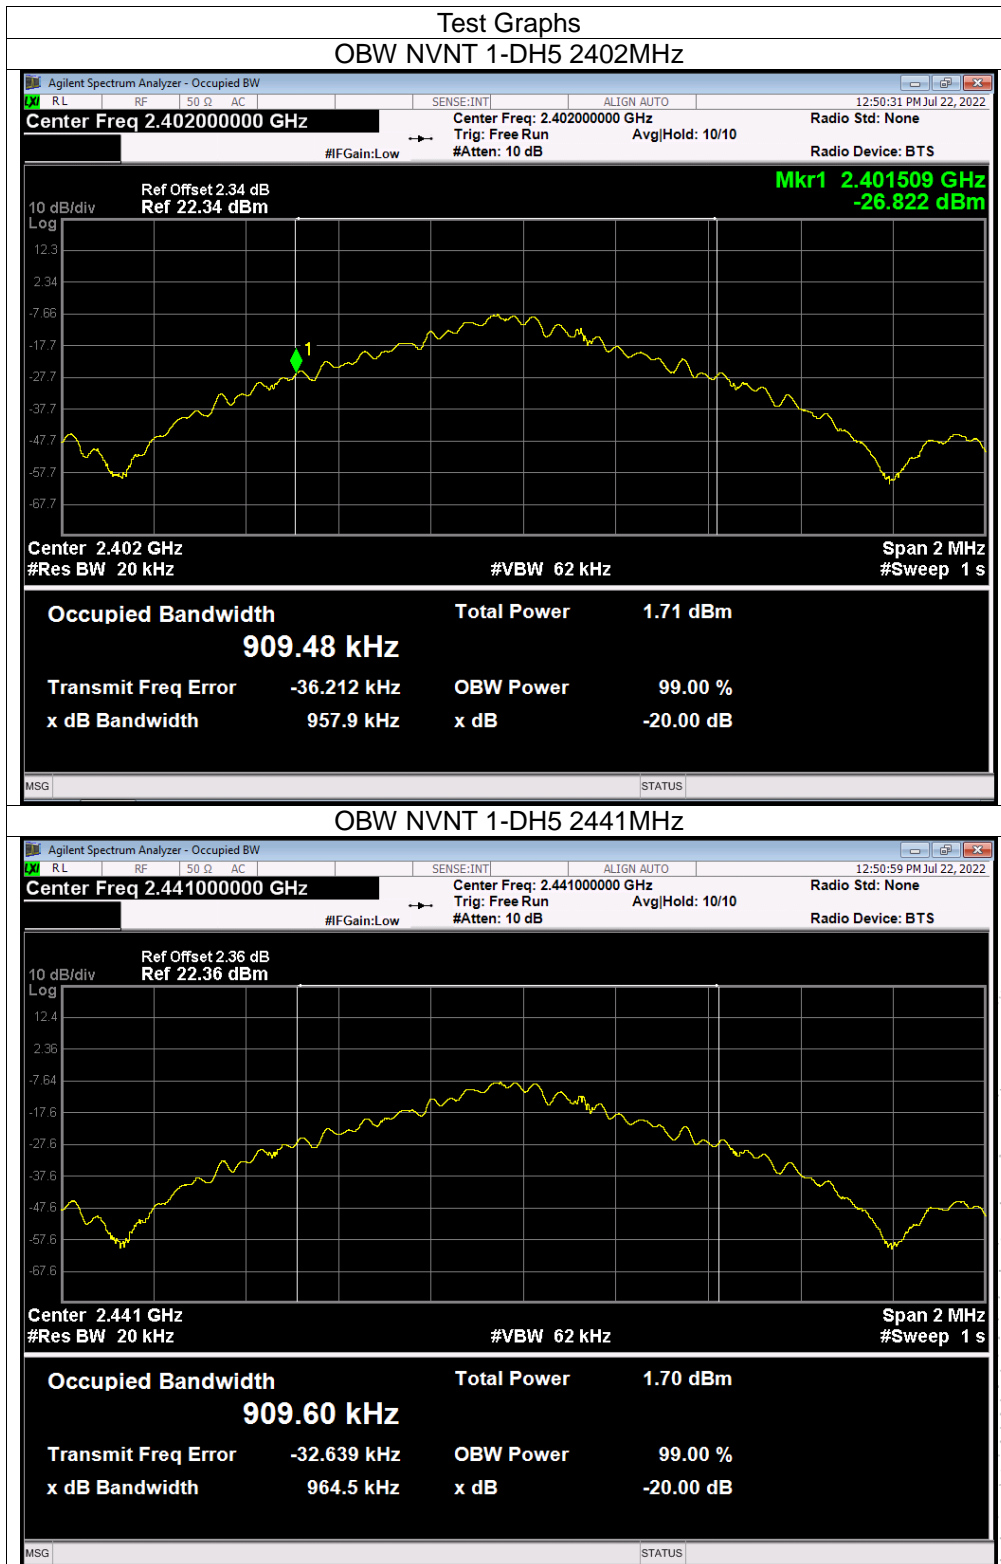 Test Graphs
OBW NVNT 1-DH5 2402MHz
Agilent Spectrum Analyzer - Occupied BW
LXI RL RF 50 Ω AC SENSE:INT ALIGN AUTO 12:50:31 PM Jul 22, 2022
Center Freq 2.402000000 GHz Center Freq: 2.402000000 GHz Radio Std: None
Trig: Free Run Avg|Hold: 10/10
#IFGain:Low #Atten: 10 dB Radio Device: BTS
Mkr1 2.401509 GHz
-26.822 dBm
Ref Offset 2.34 dB
10 dB/div Ref 22.34 dBm
Log
12.3
2.34
-7.66
-17.7
1
-27.7
-37.7
-47.7
-57.7
-67.7
Center 2.402 GHz Span 2 MHz
#Res BW 20 kHz #VBW 62 kHz #Sweep 1 s
Occupied Bandwidth Total Power 1.71 dBm
909.48 kHz
Transmit Freq Error -36.212 kHz OBW Power 99.00 %
x dB Bandwidth 957.9 kHz x dB -20.00 dB
MSG STATUS
OBW NVNT 1-DH5 2441MHz
Agilent Spectrum Analyzer - Occupied BW
LXI RL RF 50 Ω AC SENSE:INT ALIGN AUTO 12:50:59 PM Jul 22, 2022
Center Freq 2.441000000 GHz Center Freq: 2.441000000 GHz Radio Std: None
Trig: Free Run Avg|Hold: 10/10
#IFGain:Low #Atten: 10 dB Radio Device: BTS
Ref Offset 2.36 dB
10 dB/div Ref 22.36 dBm
Log
12.4
2.36
-7.64
-17.6
-27.6
-37.6
-47.6
-57.6
-67.6
Center 2.441 GHz Span 2 MHz
#Res BW 20 kHz #VBW 62 kHz #Sweep 1 s
Occupied Bandwidth Total Power 1.70 dBm
909.60 kHz
Transmit Freq Error -32.639 kHz OBW Power 99.00 %
x dB Bandwidth 964.5 kHz x dB -20.00 dB
MSG STATUS